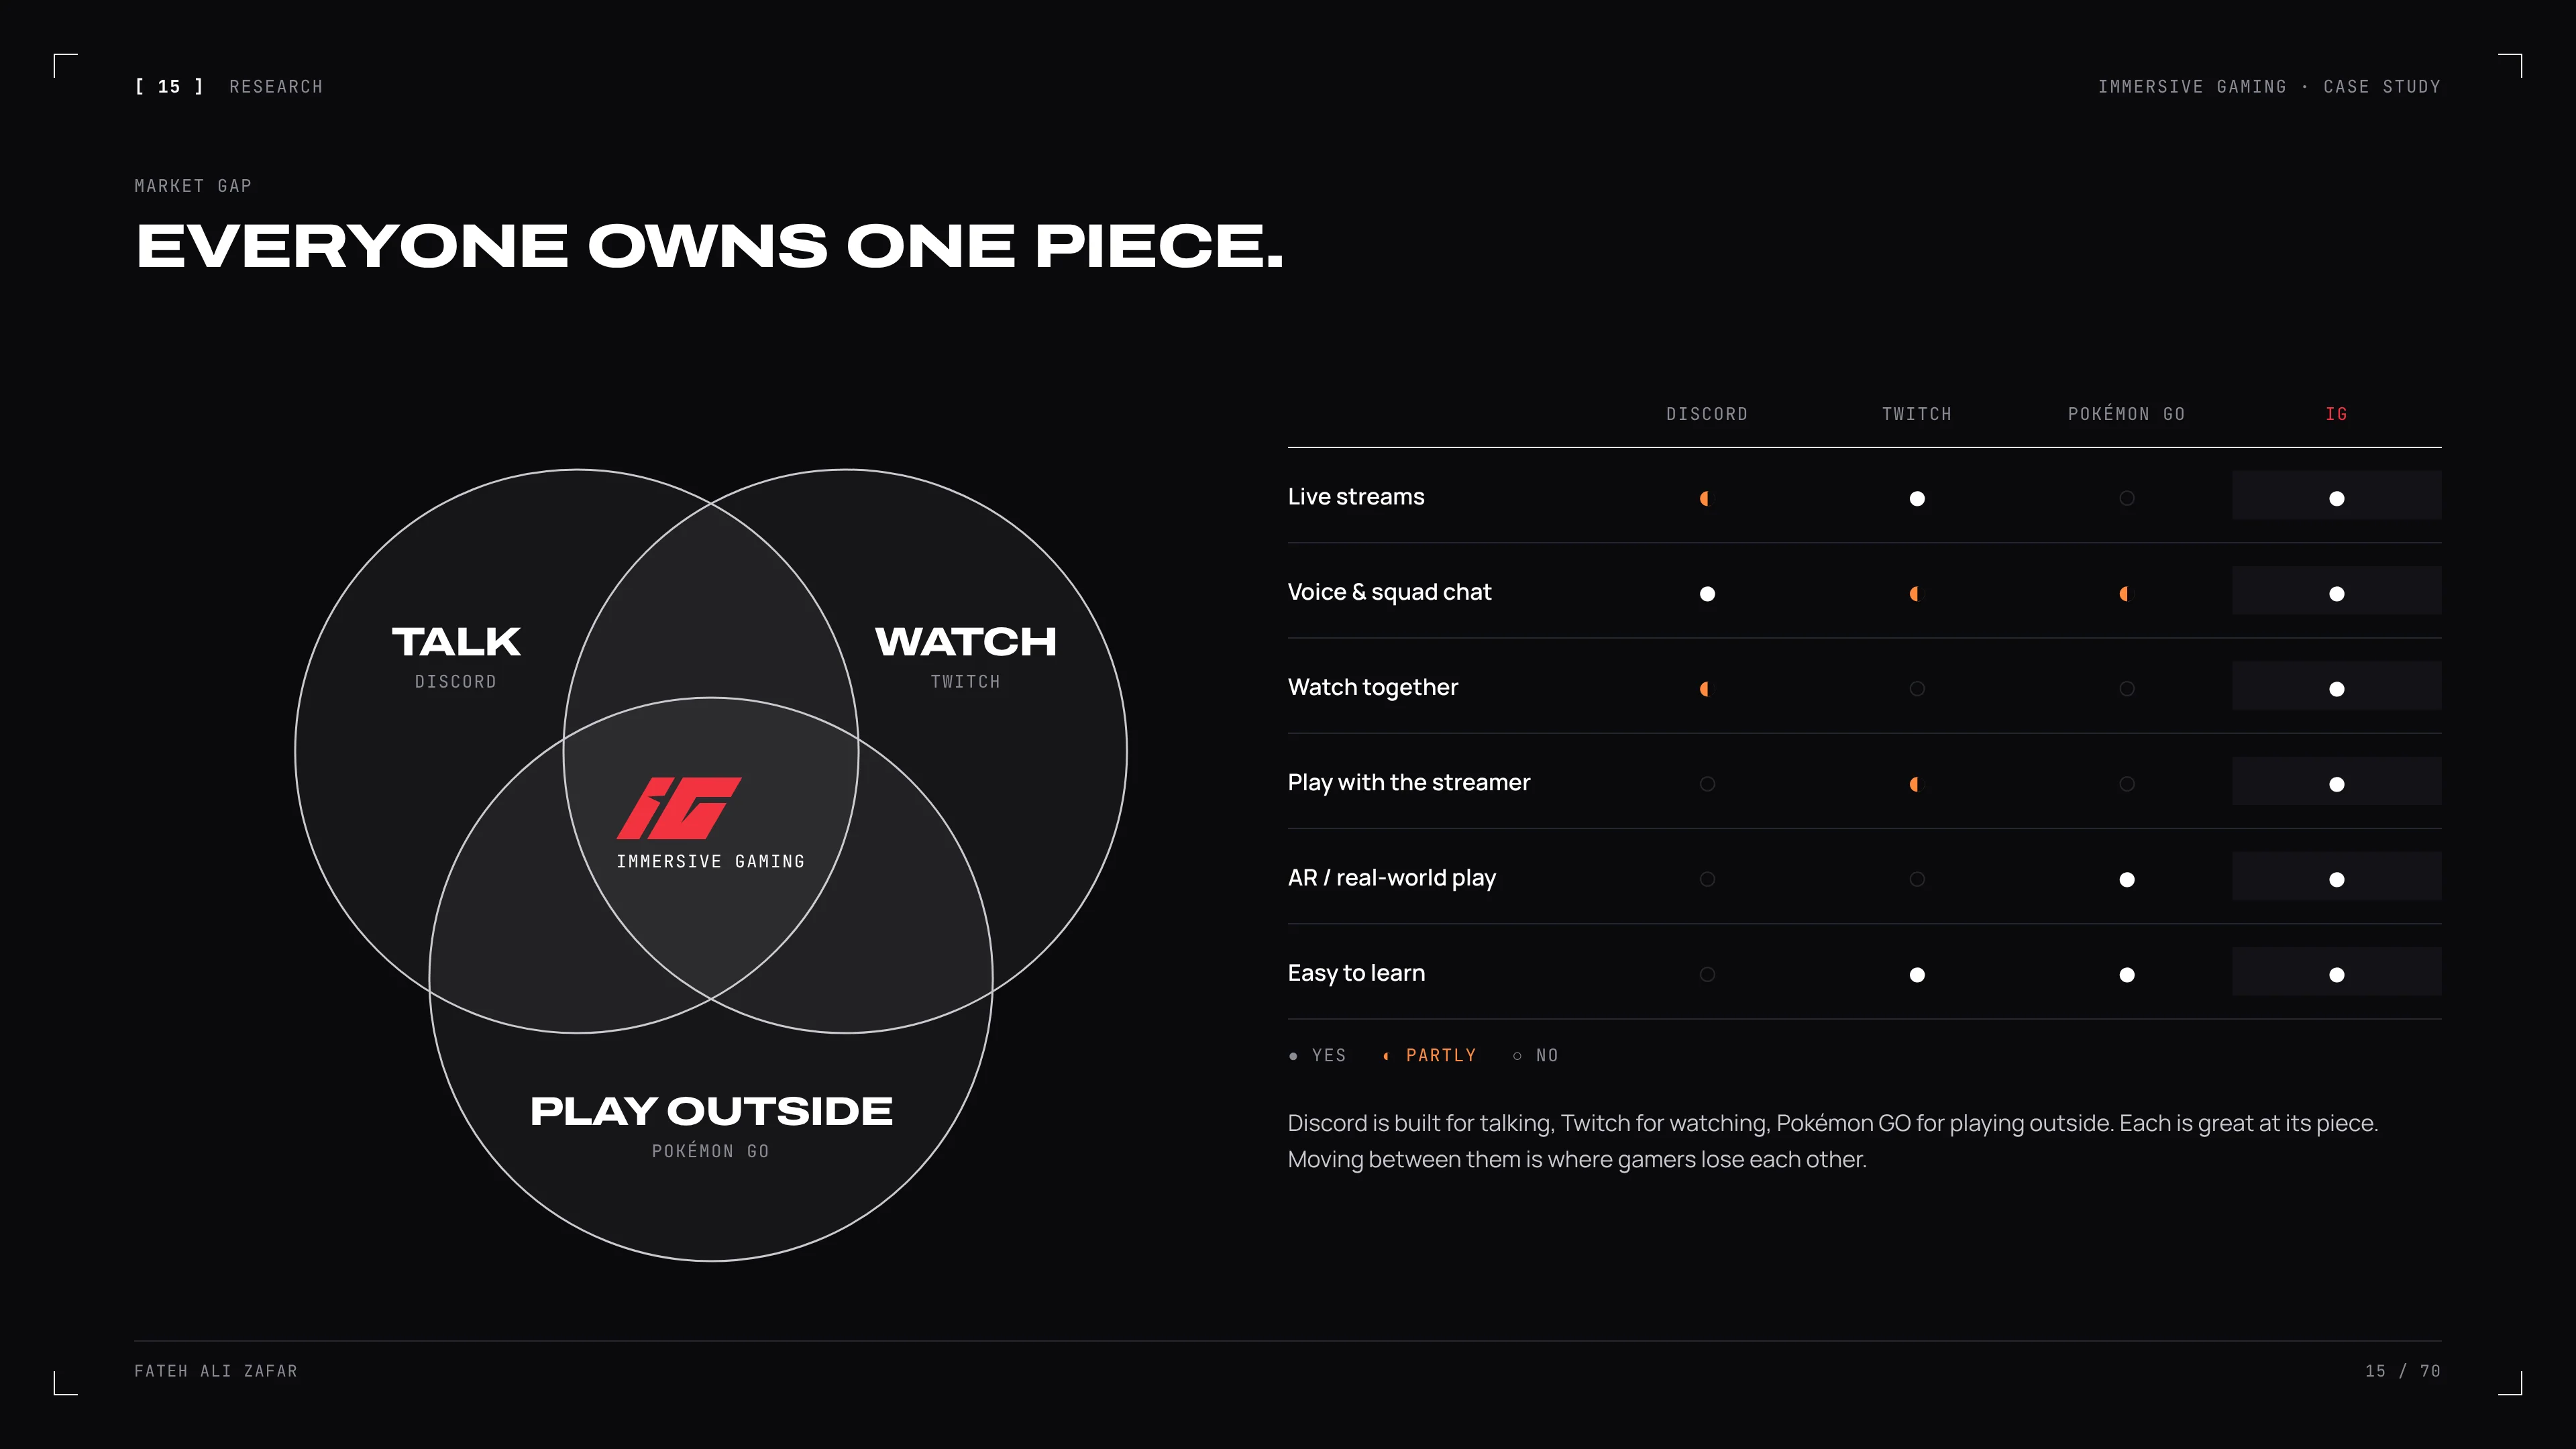 [ 15 ] RESEARCH
IMMERSIVE GAMING · CASE STUDY
MARKET GAP
EVERYONE OWNS ONE PIECE.
TALK
DISCORD
WATCH
TWITCH
iG
IMMERSIVE GAMING
PLAY OUTSIDE
POKÉMON GO
DISCORD TWITCH POKÉMON GO IG
Live streams
Voice & squad chat
Watch together
Play with the streamer
AR / real-world play
Easy to learn
YES PARTLY NO
Discord is built for talking, Twitch for watching, Pokémon GO for playing outside. Each is great at its piece.
Moving between them is where gamers lose each other.
FATEH ALI ZAFAR
15 / 70